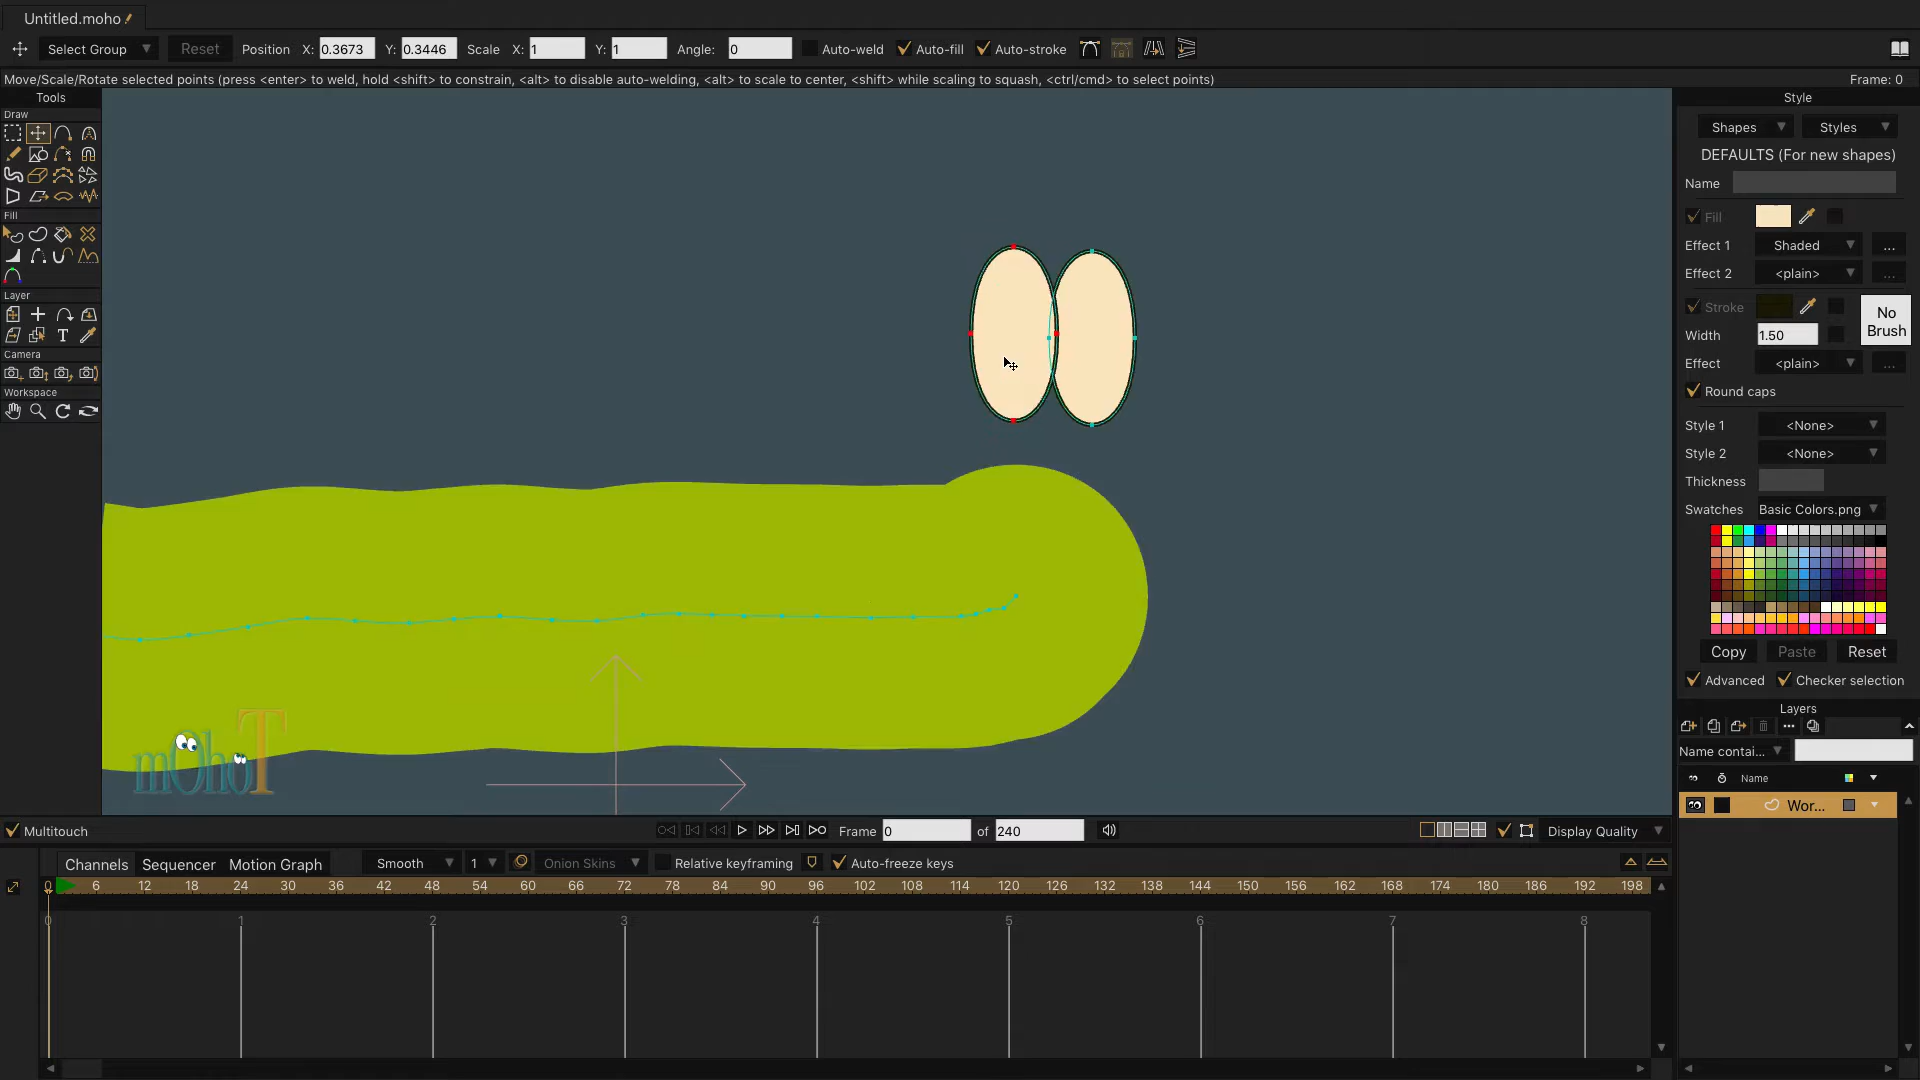 Untitled.moho
Select Group Reset Position X: 0.3673 Y: 0.3446 Scale X: 1 Y: 1 Angle: 0 Auto-weld Auto-fill Auto-stroke
Move/Scale/Rotate selected points (press <enter> to weld, hold <shift> to constrain, <alt> to disable auto-welding, <alt> to scale to center, <shift> while scaling to squash, <ctrl/cmd> to select points) Frame: 0
Tools
Draw
Fill
Layer
Camera
Workspace
Style
Shapes Styles
DEFAULTS (For new shapes)
Name
Fill
Effect 1 Shaded ...
Effect 2 <plain> ...
Stroke
No Brush
Width 1.50
Effect <plain> ...
Round caps
Style 1 <None>
Style 2 <None>
Thickness
Swatches Basic Colors.png
Copy Paste Reset
Advanced Checker selection
Layers
Name contai...
Name
Wor...
mOhoT
Multitouch Frame 0 of 240 Display Quality
Channels Sequencer Motion Graph Smooth 1 Onion Skins Relative keyframing Auto-freeze keys
0 6 12 18 24 30 36 42 48 54 60 66 72 78 84 90 96 102 108 114 120 126 132 138 144 150 156 162 168 174 180 186 192 198
0 1 2 3 4 5 6 7 8